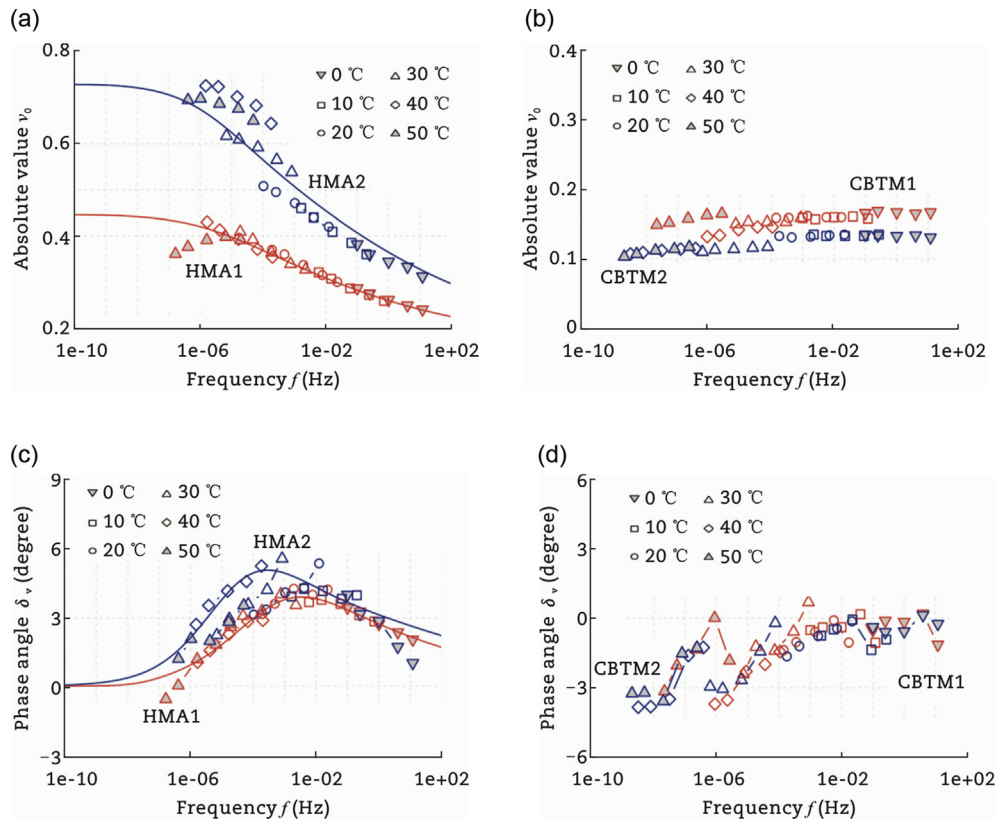 (a)
0.8
0.6
0.4
0.2
Absolute value ν₀
0 ℃
10 ℃
20 ℃
30 ℃
40 ℃
50 ℃
HMA2
HMA1
1e-10
1e-06
1e-02
1e+02
Frequency f (Hz)
(b)
0.4
0.3
0.2
0.1
0
Absolute value ν₀
0 ℃
10 ℃
20 ℃
30 ℃
40 ℃
50 ℃
CBTM1
CBTM2
1e-10
1e-06
1e-02
1e+02
Frequency f (Hz)
(c)
9
6
3
0
−3
Phase angle δᵥ (degree)
0 ℃
10 ℃
20 ℃
30 ℃
40 ℃
50 ℃
HMA2
HMA1
1e-10
1e-06
1e-02
1e+02
Frequency f (Hz)
(d)
6
3
0
−3
−6
Phase angle δᵥ (degree)
0 ℃
10 ℃
20 ℃
30 ℃
40 ℃
50 ℃
CBTM2
CBTM1
1e-10
1e-06
1e-02
1e+02
Frequency f (Hz)